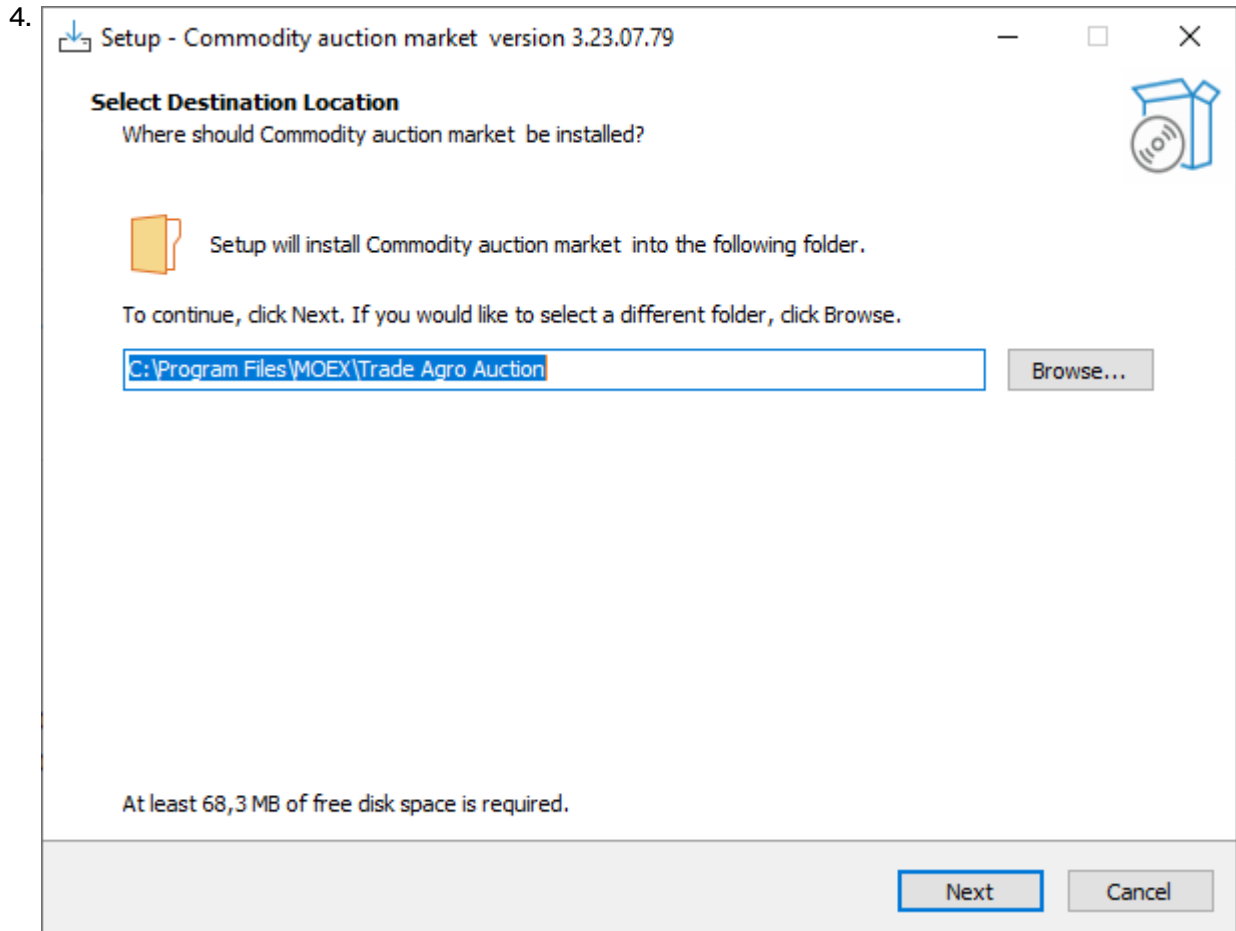 4.
Setup - Commodity auction market  version 3.23.07.79
Select Destination Location
Where should Commodity auction market  be installed?
Setup will install Commodity auction market  into the following folder.
To continue, click Next. If you would like to select a different folder, click Browse.
C:\Program Files\MOEX\Trade Agro Auction
Browse...
At least 68,3 MB of free disk space is required.
Next
Cancel